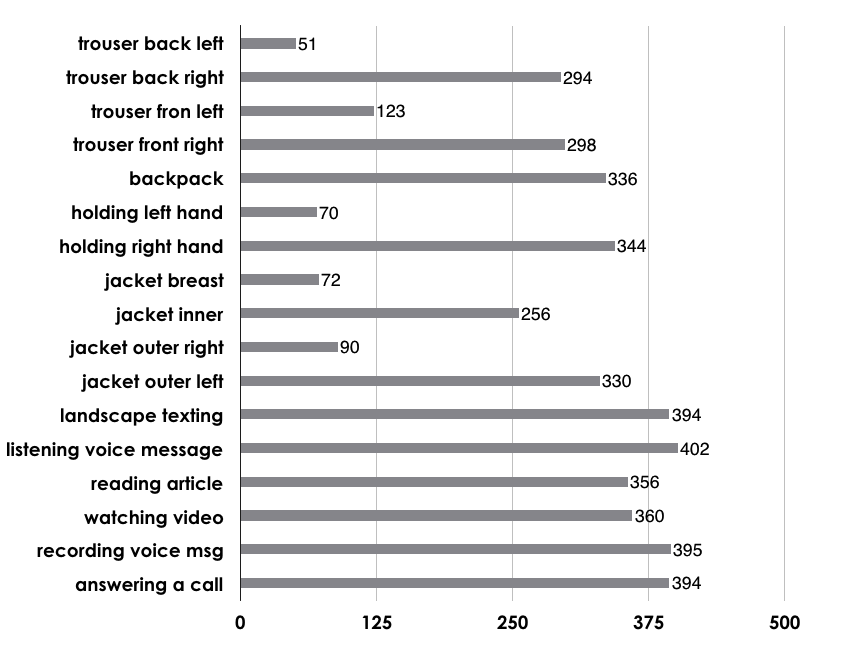 trouser back left 51
trouser back right 294
trouser fron left 123
trouser front right 298
backpack 336
holding left hand 70
holding right hand 344
jacket breast 72
jacket inner 256
jacket outer right 90
jacket outer left 330
landscape texting 394
listening voice message 402
reading article 356
watching video 360
recording voice msg 395
answering a call 394
0 125 250 375 500